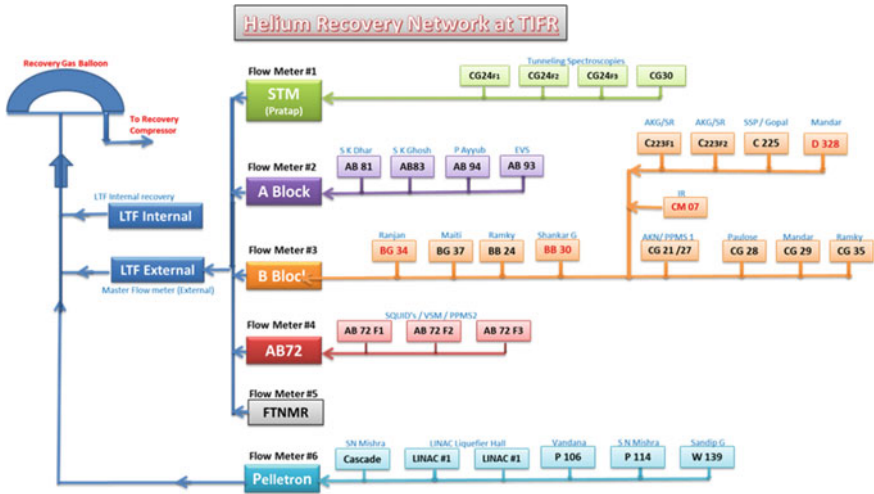 Helium Recovery Network at TIFR
Recovery Gas Balloon
To Recovery
Compressor
LTF Internal recovery
LTF Internal
LTF External
Master Flow meter (External)
Flow Meter #1
STM
(Pratap)
Tunneling Spectroscopies
CG24F1 CG24F2 CG24F3 CG30
Flow Meter #2
A Block
S K Dhar S K Ghosh P Ayyub EVS
AB 81 AB83 AB 94 AB 93
AKG/SR AKG/SR SSP / Gopal Mandar
C223F1 C223F2 C 225 D 328
IR
CM 07
Flow Meter #3
B Block
Ranjan Maiti Ramky Shankar G AKN/ PPMS 1 Paulose Mandar Ramky
BG 34 BG 37 BB 24 BB 30 CG 21 /27 CG 28 CG 29 CG 35
Flow Meter #4
AB72
SQUID's / VSM / PPMS2
AB 72 F1 AB 72 F2 AB 72 F3
Flow Meter #5
FTNMR
Flow Meter #6
Pelletron
SN Mishra LINAC Liquefier Hall Vandana S N Mishra Sandip G
Cascade LINAC #1 LINAC #1 P 106 P 114 W 139